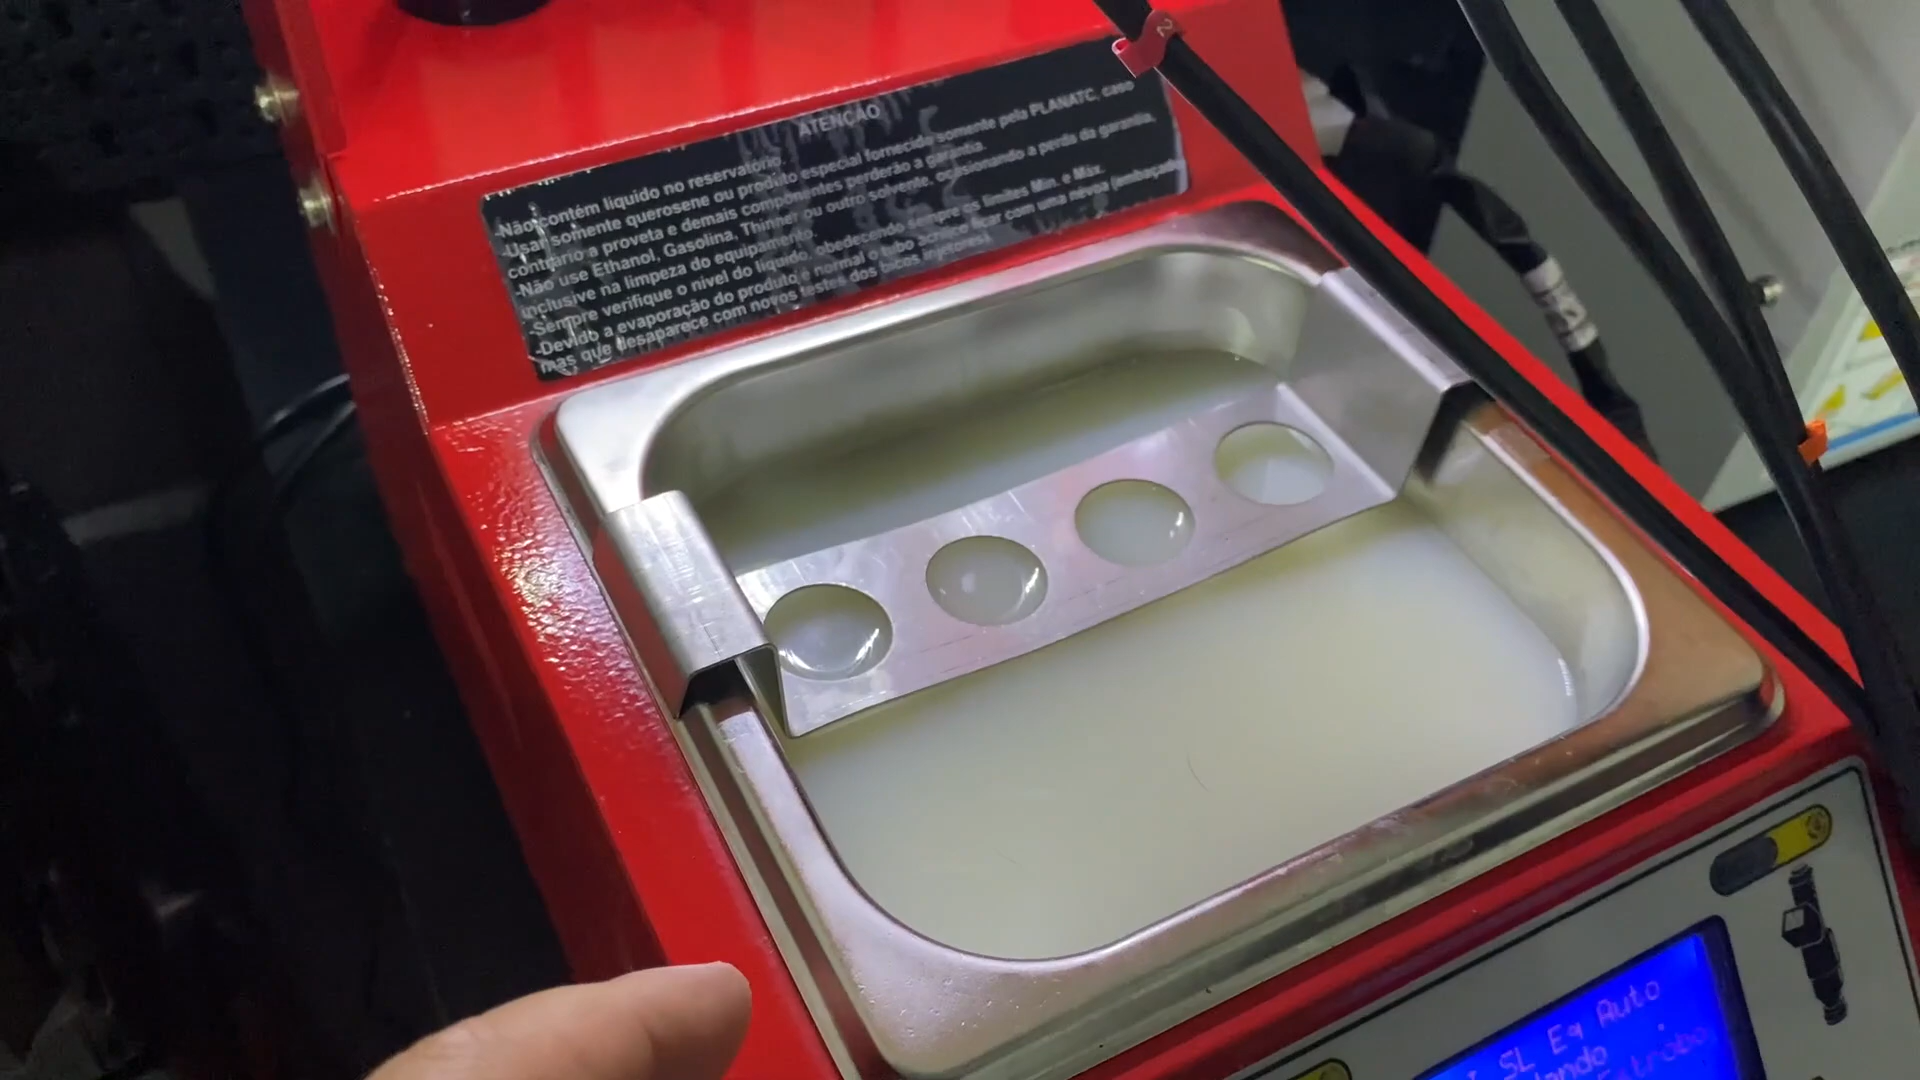 2
ATENÇÃO
-Não contém líquido no reservatório.
-Usar somente querosene ou produto especial fornecido somente pela PLANATC, caso
contrário a proveta e demais componentes perderão a garantia.
-Não use Ethanol, Gasolina, Thinner ou outro solvente, ocasionando a perda da garantia,
inclusive na limpeza do equipamento.
-Sempre verifique o nível do líquido, obedecendo sempre os limites Min. e Máx.
-Devido a evaporação do produto é normal o tubo acrílico ficar com uma névoa (embaçado)
mas que desaparece com novos testes dos bicos injetores.
SL Eq Auto